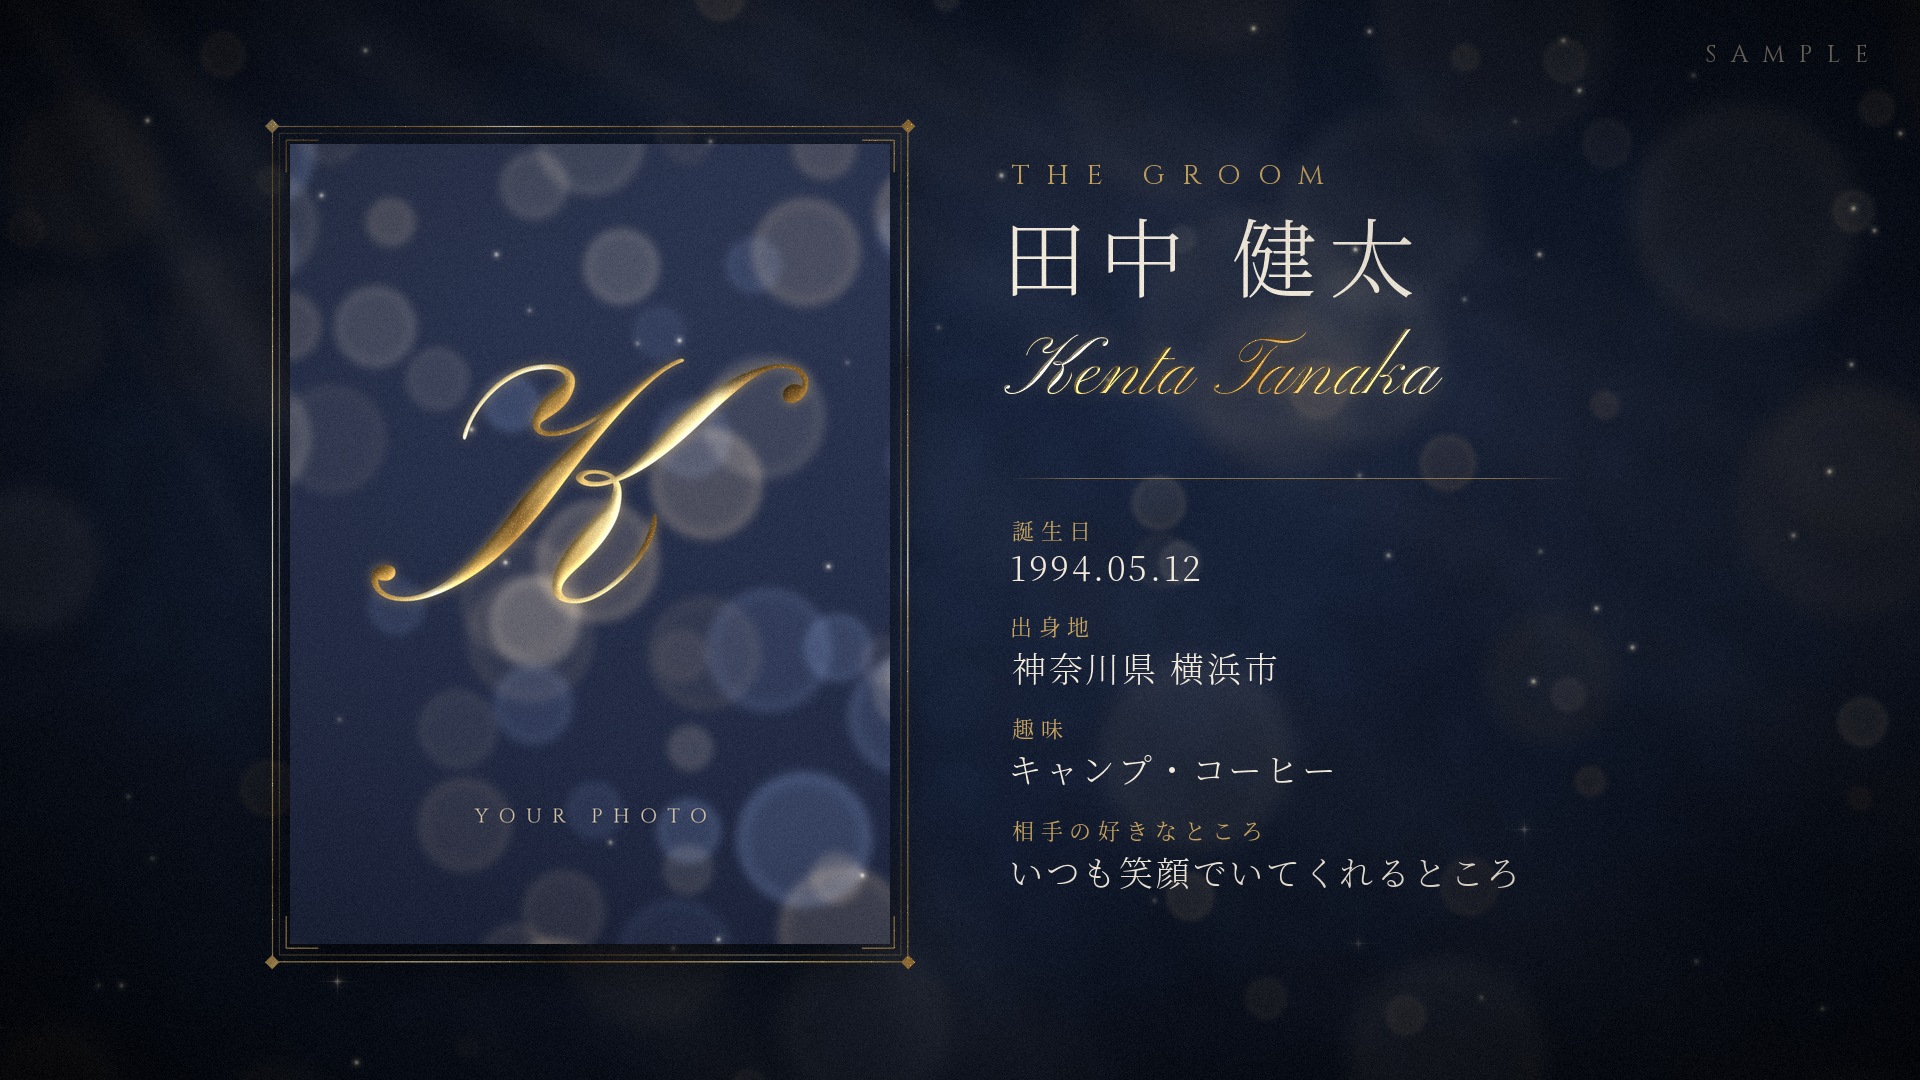 SAMPLE
K
YOUR PHOTO
THE GROOM
田中 健太
Kenta Tanaka
誕生日
1994.05.12
出身地
神奈川県 横浜市
趣味
キャンプ・コーヒー
相手の好きなところ
いつも笑顔でいてくれるところ